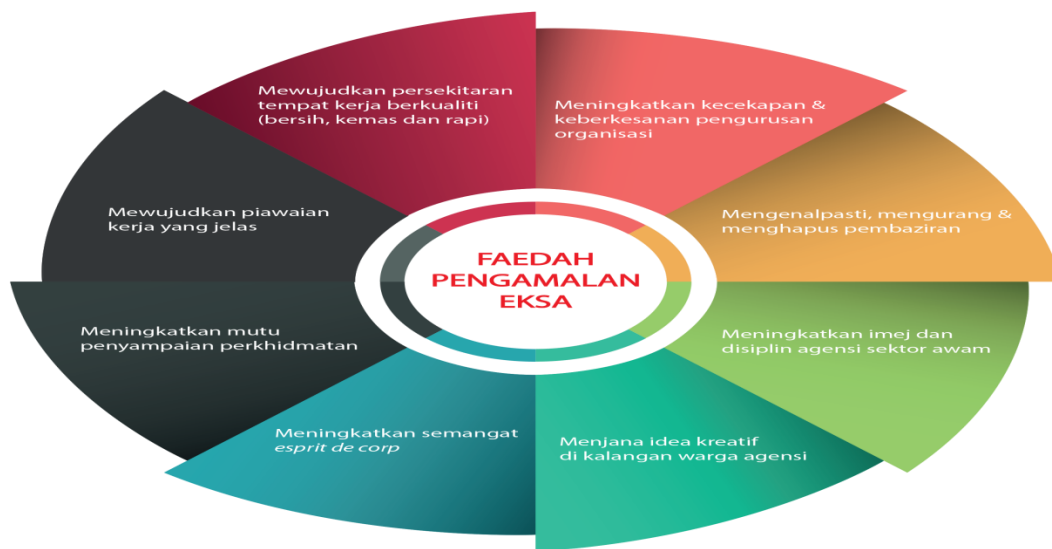 FAEDAH
PENGAMALAN
EKSA
Meningkatkan kecekapan &
keberkesanan pengurusan
organisasi
Mengenalpasti, mengurang &
menghapus pembaziran
Meningkatkan imej dan
disiplin agensi sektor awam
Menjana idea kreatif
di kalangan warga agensi
Meningkatkan semangat
esprit de corp
Meningkatkan mutu
penyampaian perkhidmatan
Mewujudkan piawaian
kerja yang jelas
Mewujudkan persekitaran
tempat kerja berkualiti
(bersih, kemas dan rapi)